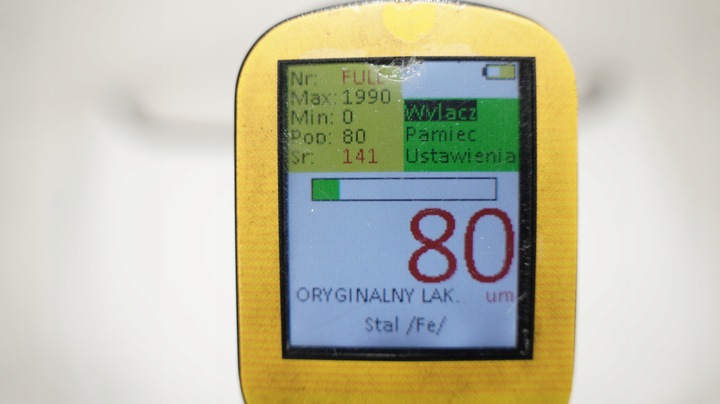 Nr: FULL
Max: 1990
Min: 0
Pop: 80
Sr: 141
Wylacz
Pamiec
Ustawienia
80
ORYGINALNY LAK. um
Stal /Fe/